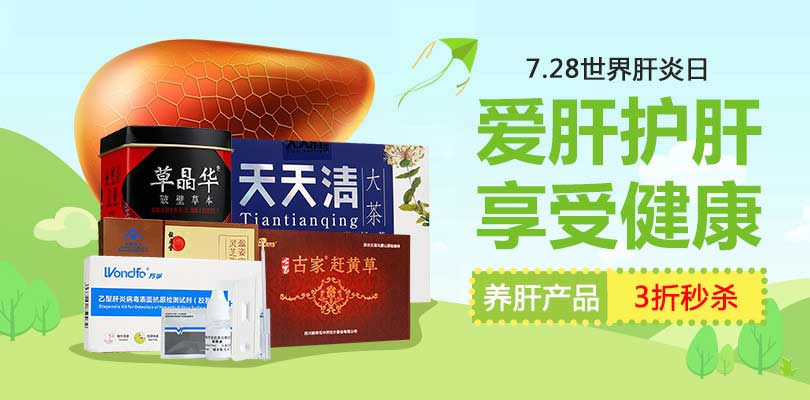 7.28世界肝炎日
爱肝护肝
享受健康
养肝产品
3折秒杀
草晶华®
破壁草本
天天清
大茶
Tiantianqing
灵芝
古家赶黄草
Wondfo 万孚
乙型肝炎病毒表面抗原检测试剂